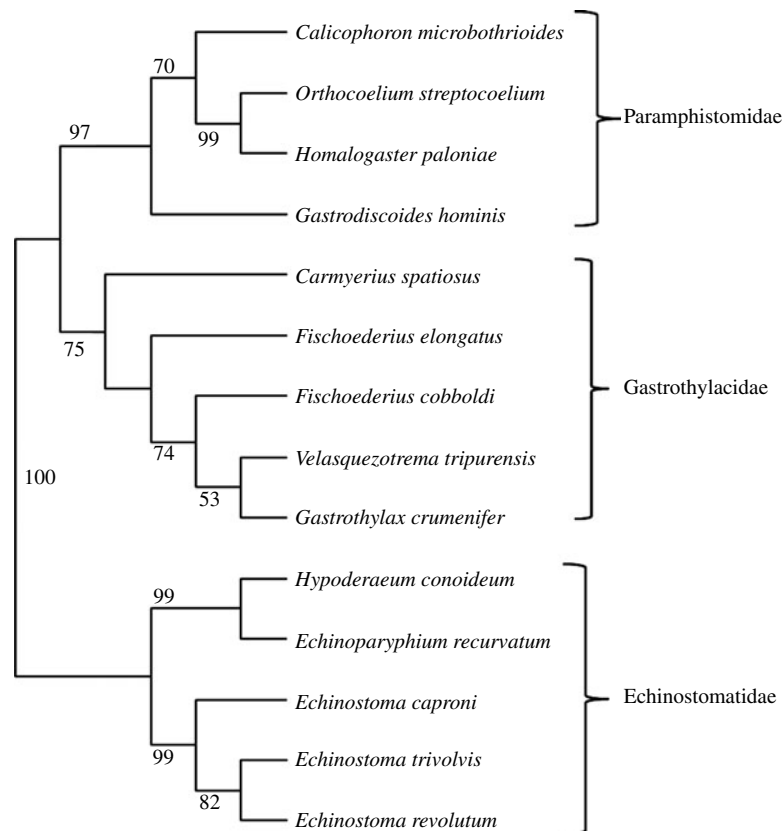 Calicophoron microbothrioides
70
Orthocoelium streptocoelium
Paramphistomidae
97
99
Homalogaster paloniae
Gastrodiscoides hominis
Carmyerius spatiosus
Fischoederius elongatus
75
Gastrothylacidae
Fischoederius cobboldi
74
Velasquezotrema tripurensis
100
53
Gastrothylax crumenifer
Hypoderaeum conoideum
99
Echinoparyphium recurvatum
Echinostoma caproni
Echinostomatidae
99
Echinostoma trivolvis
82
Echinostoma revolutum